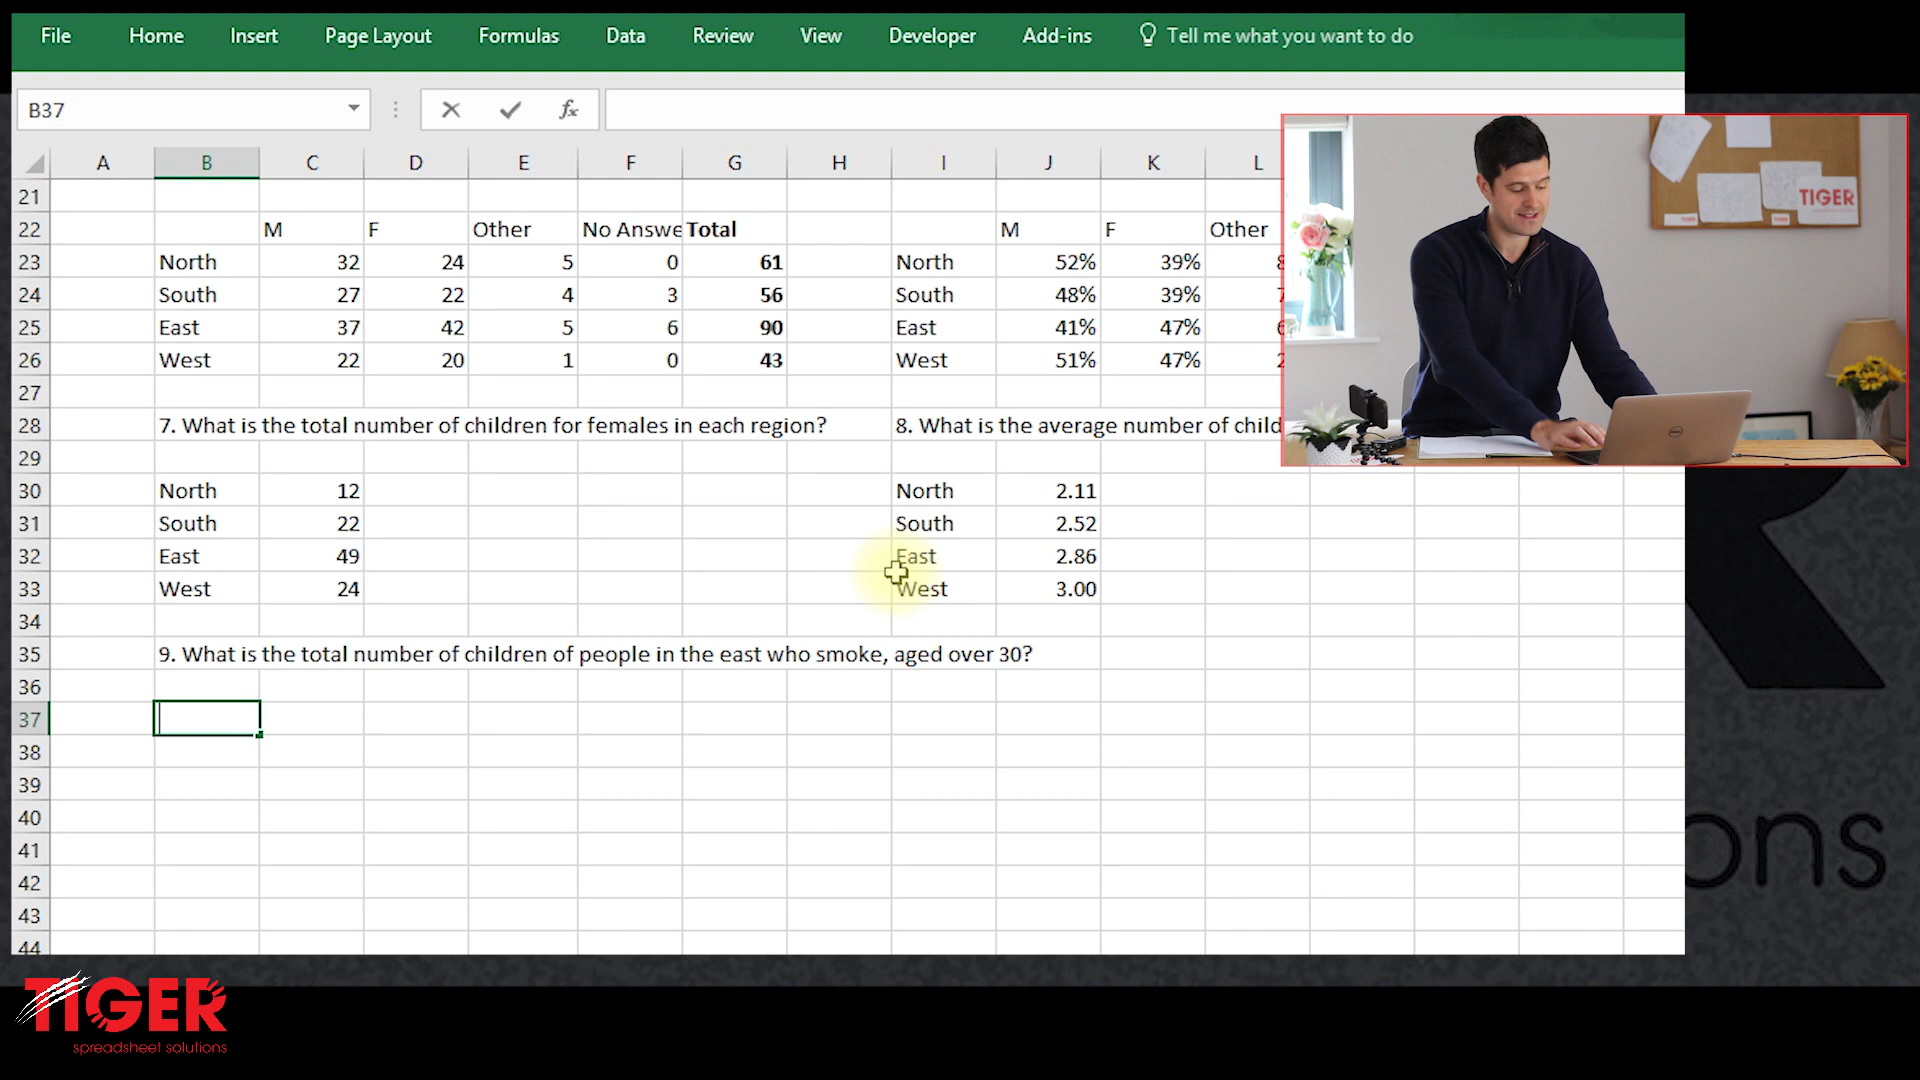 File Home Insert Page Layout Formulas Data Review View Developer Add-ins Tell me what you want to do
B37 fx
A B C D E F G H I J K L
21
22 M F Other No Answe Total M F Other
23 North 32 24 5 0 61 North 52% 39%
24 South 27 22 4 3 56 South 48% 39%
25 East 37 42 5 6 90 East 41% 47%
26 West 22 20 1 0 43 West 51% 47%
27
28 7. What is the total number of children for females in each region? 8. What is the average number of child
29
30 North 12 North 2.11
31 South 22 South 2.52
32 East 49 East 2.86
33 West 24 West 3.00
34
35 9. What is the total number of children of people in the east who smoke, aged over 30?
36
37
38
39
40
41
42
43
44
TIGER
DELL
ons
TIGER
spreadsheet solutions